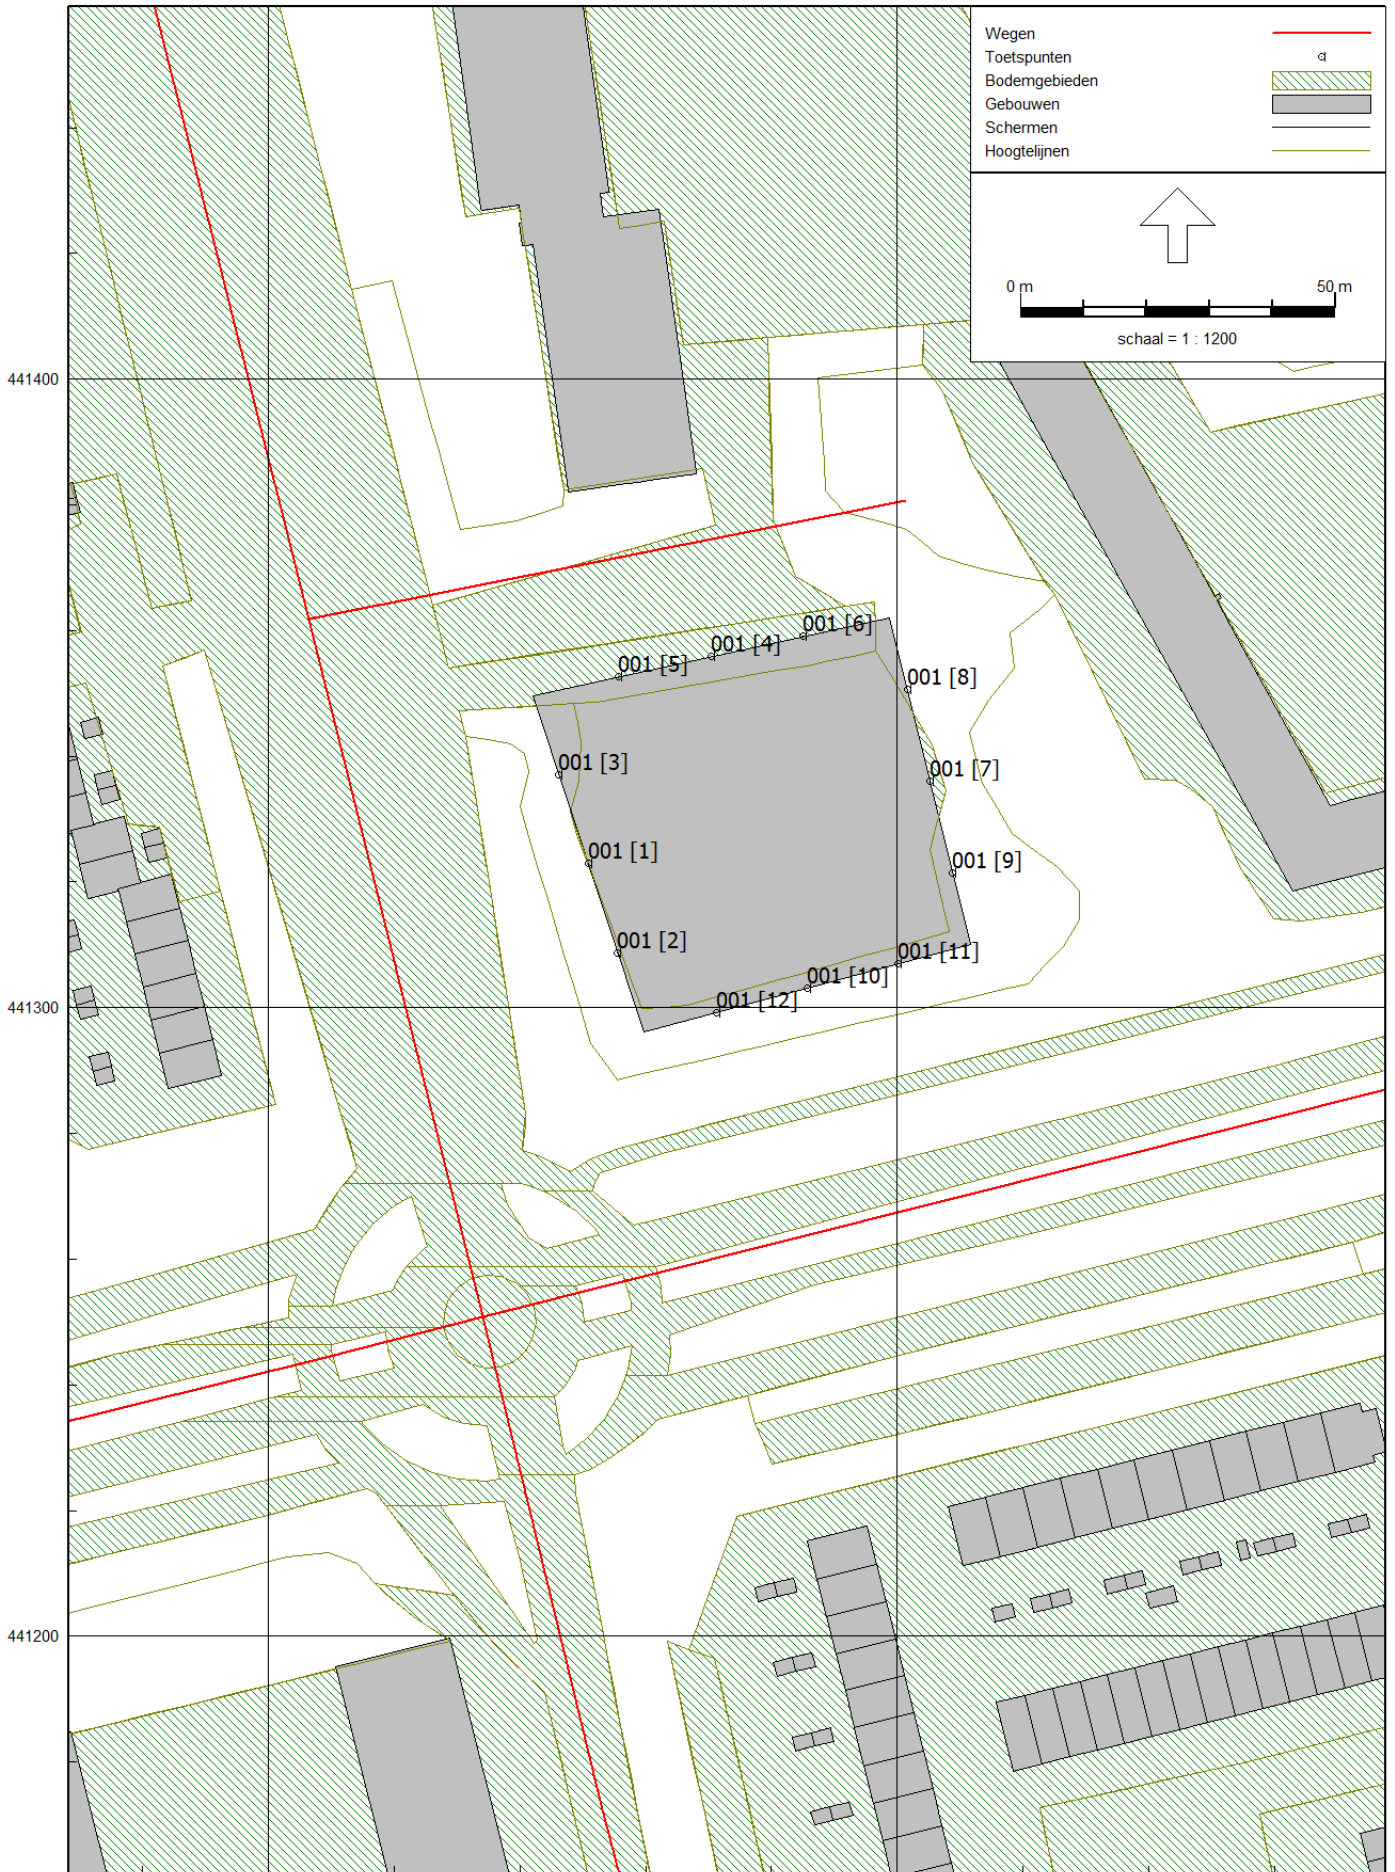 Wegen
Toetspunten
Bodemgebieden
Gebouwen
Schermen
Hoogtelijnen
0 m 50 m
schaal = 1 : 1200
441400
001 [6]
001 [4]
001 [5]
001 [8]
001 [3]
001 [7]
001 [1]
001 [9]
001 [2]
001 [11]
001 [10]
001 [12]
441300
441200